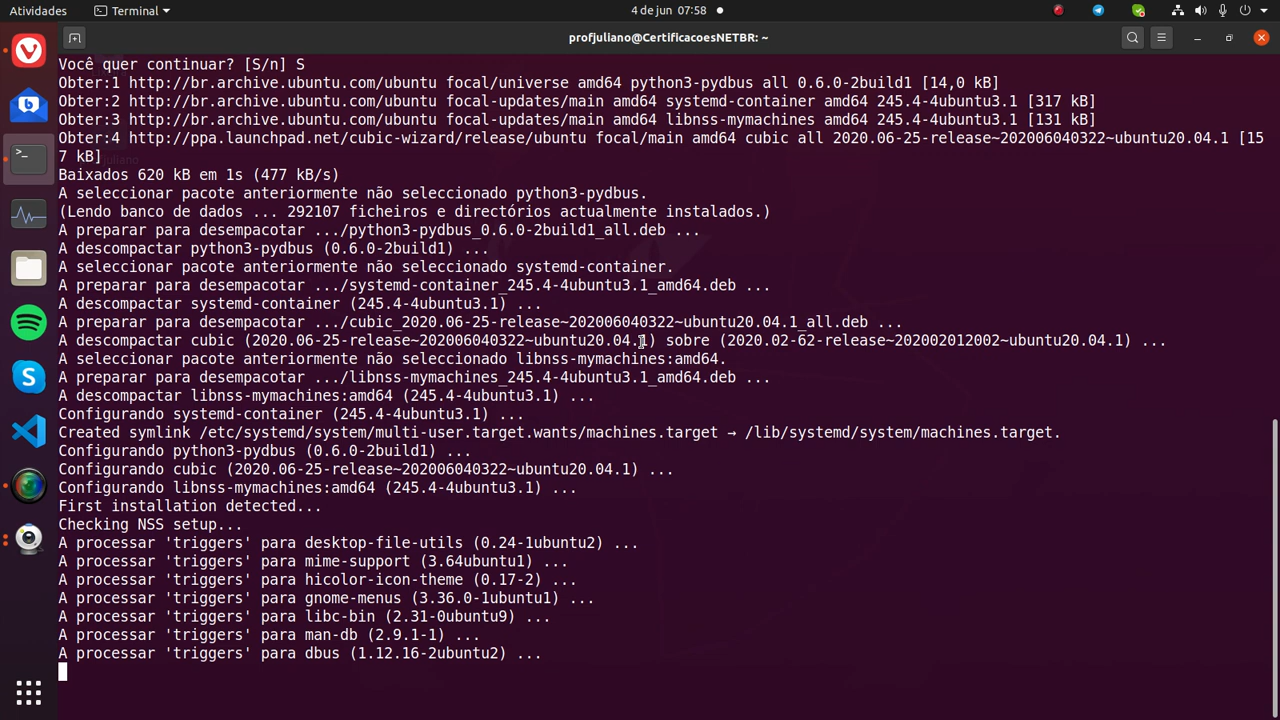 Atividades
Terminal
4 de jun 07:58
profjuliano@CertificacoesNETBR: ~
Você quer continuar? [S/n] S
Obter:1 http://br.archive.ubuntu.com/ubuntu focal/universe amd64 python3-pydbus all 0.6.0-2build1 [14,0 kB]
Obter:2 http://br.archive.ubuntu.com/ubuntu focal-updates/main amd64 systemd-container amd64 245.4-4ubuntu3.1 [317 kB]
Obter:3 http://br.archive.ubuntu.com/ubuntu focal-updates/main amd64 libnss-mymachines amd64 245.4-4ubuntu3.1 [131 kB]
Obter:4 http://ppa.launchpad.net/cubic-wizard/release/ubuntu focal/main amd64 cubic all 2020.06-25-release~202006040322~ubuntu20.04.1 [15
7 kB]
Baixados 620 kB em 1s (477 kB/s)
A seleccionar pacote anteriormente não seleccionado python3-pydbus.
(Lendo banco de dados ... 292107 ficheiros e directórios actualmente instalados.)
A preparar para desempacotar .../python3-pydbus_0.6.0-2build1_all.deb ...
A descompactar python3-pydbus (0.6.0-2build1) ...
A seleccionar pacote anteriormente não seleccionado systemd-container.
A preparar para desempacotar .../systemd-container_245.4-4ubuntu3.1_amd64.deb ...
A descompactar systemd-container (245.4-4ubuntu3.1) ...
A preparar para desempacotar .../cubic_2020.06-25-release~202006040322~ubuntu20.04.1_all.deb ...
A descompactar cubic (2020.06-25-release~202006040322~ubuntu20.04.1) sobre (2020.02-62-release~202002012002~ubuntu20.04.1) ...
A seleccionar pacote anteriormente não seleccionado libnss-mymachines:amd64.
A preparar para desempacotar .../libnss-mymachines_245.4-4ubuntu3.1_amd64.deb ...
A descompactar libnss-mymachines:amd64 (245.4-4ubuntu3.1) ...
Configurando systemd-container (245.4-4ubuntu3.1) ...
Created symlink /etc/systemd/system/multi-user.target.wants/machines.target → /lib/systemd/system/machines.target.
Configurando python3-pydbus (0.6.0-2build1) ...
Configurando cubic (2020.06-25-release~202006040322~ubuntu20.04.1) ...
Configurando libnss-mymachines:amd64 (245.4-4ubuntu3.1) ...
First installation detected...
Checking NSS setup...
A processar 'triggers' para desktop-file-utils (0.24-1ubuntu2) ...
A processar 'triggers' para mime-support (3.64ubuntu1) ...
A processar 'triggers' para hicolor-icon-theme (0.17-2) ...
A processar 'triggers' para gnome-menus (3.36.0-1ubuntu1) ...
A processar 'triggers' para libc-bin (2.31-0ubuntu9) ...
A processar 'triggers' para man-db (2.9.1-1) ...
A processar 'triggers' para dbus (1.12.16-2ubuntu2) ...